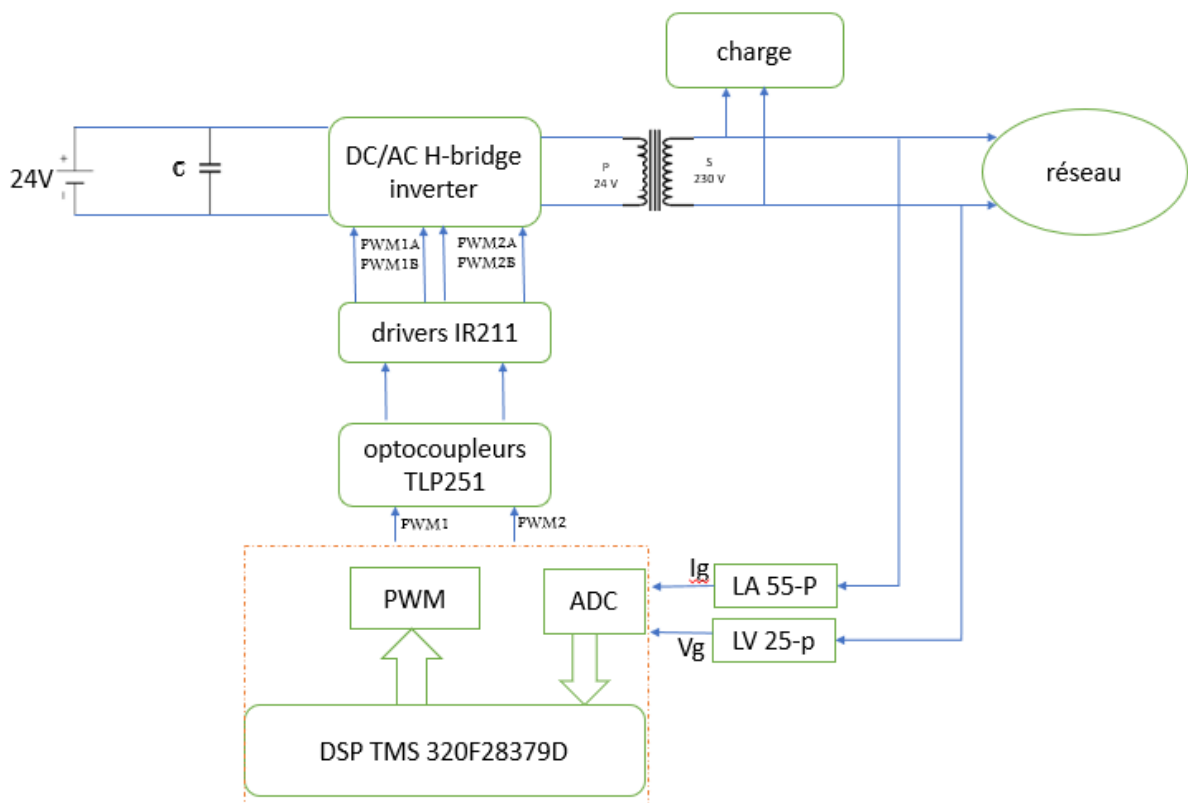 charge
24V
+
-
C
DC/AC H-bridge
inverter
P
24 V
S
230 V
réseau
PWM1A
PWM1B
PWM2A
PWM2B
drivers IR211
optocoupleurs
TLP251
PWM1
PWM2
PWM
ADC
Ig
LA 55-P
Vg
LV 25-p
DSP TMS 320F28379D